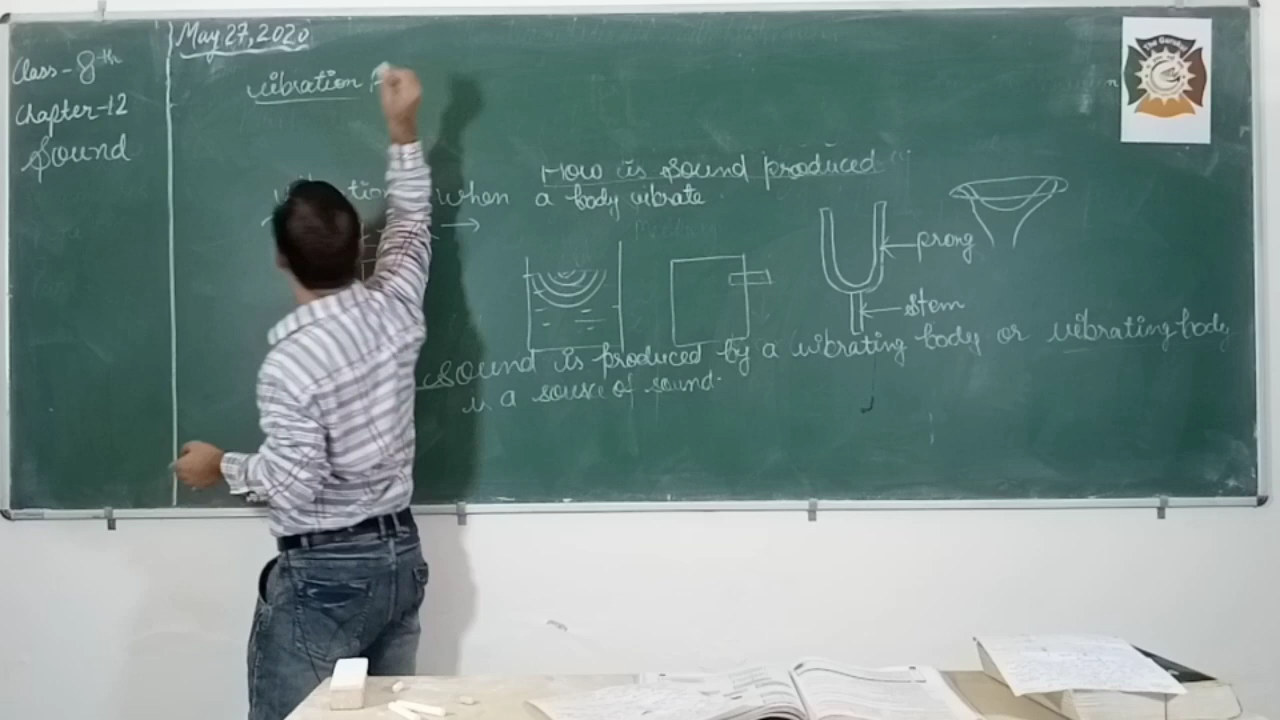 May 27, 2020
Class - 8th
Chapter-12
Sound
vibration
How is sound produced
when a body vibrate
prong
stem
sound is produced by a vibrating body or vibrating body
is a source of sound.